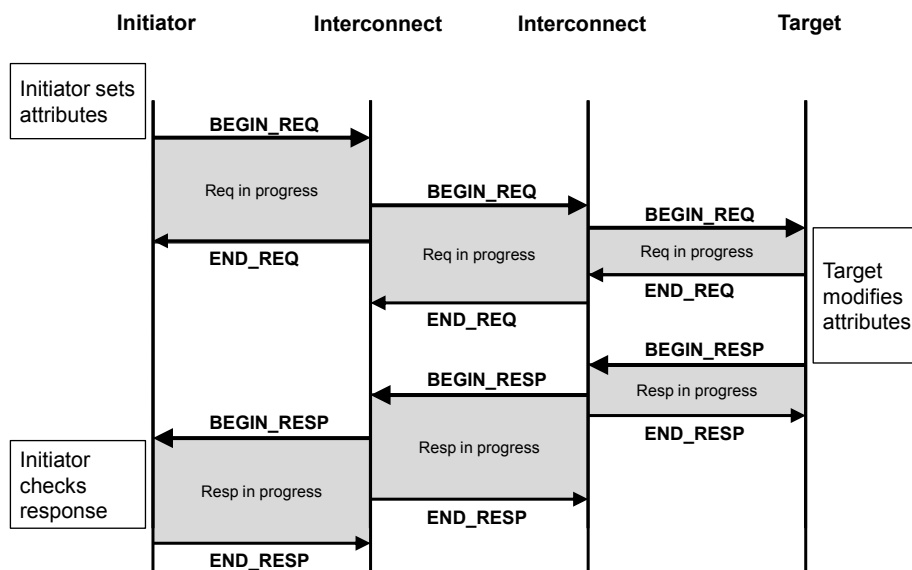 Initiator
Interconnect
Interconnect
Target
Initiator sets
attributes
BEGIN_REQ
Req in progress
END_REQ
BEGIN_REQ
Req in progress
END_REQ
BEGIN_REQ
Req in progress
END_REQ
Target
modifies
attributes
BEGIN_RESP
Resp in progress
END_RESP
BEGIN_RESP
Resp in progress
END_RESP
BEGIN_RESP
Resp in progress
END_RESP
Initiator
checks
response